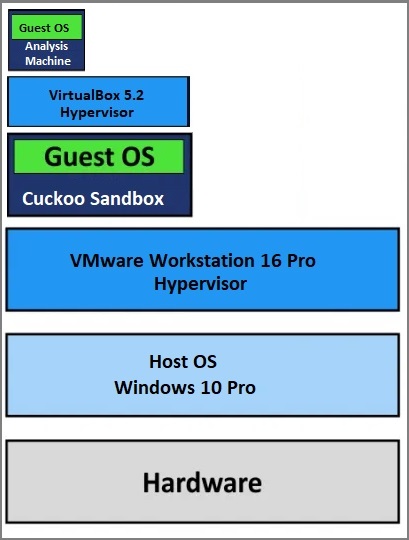 Guest OS
Analysis
Machine
VirtualBox 5.2
Hypervisor
Guest OS
Cuckoo Sandbox
VMware Workstation 16 Pro
Hypervisor
Host OS
Windows 10 Pro
Hardware